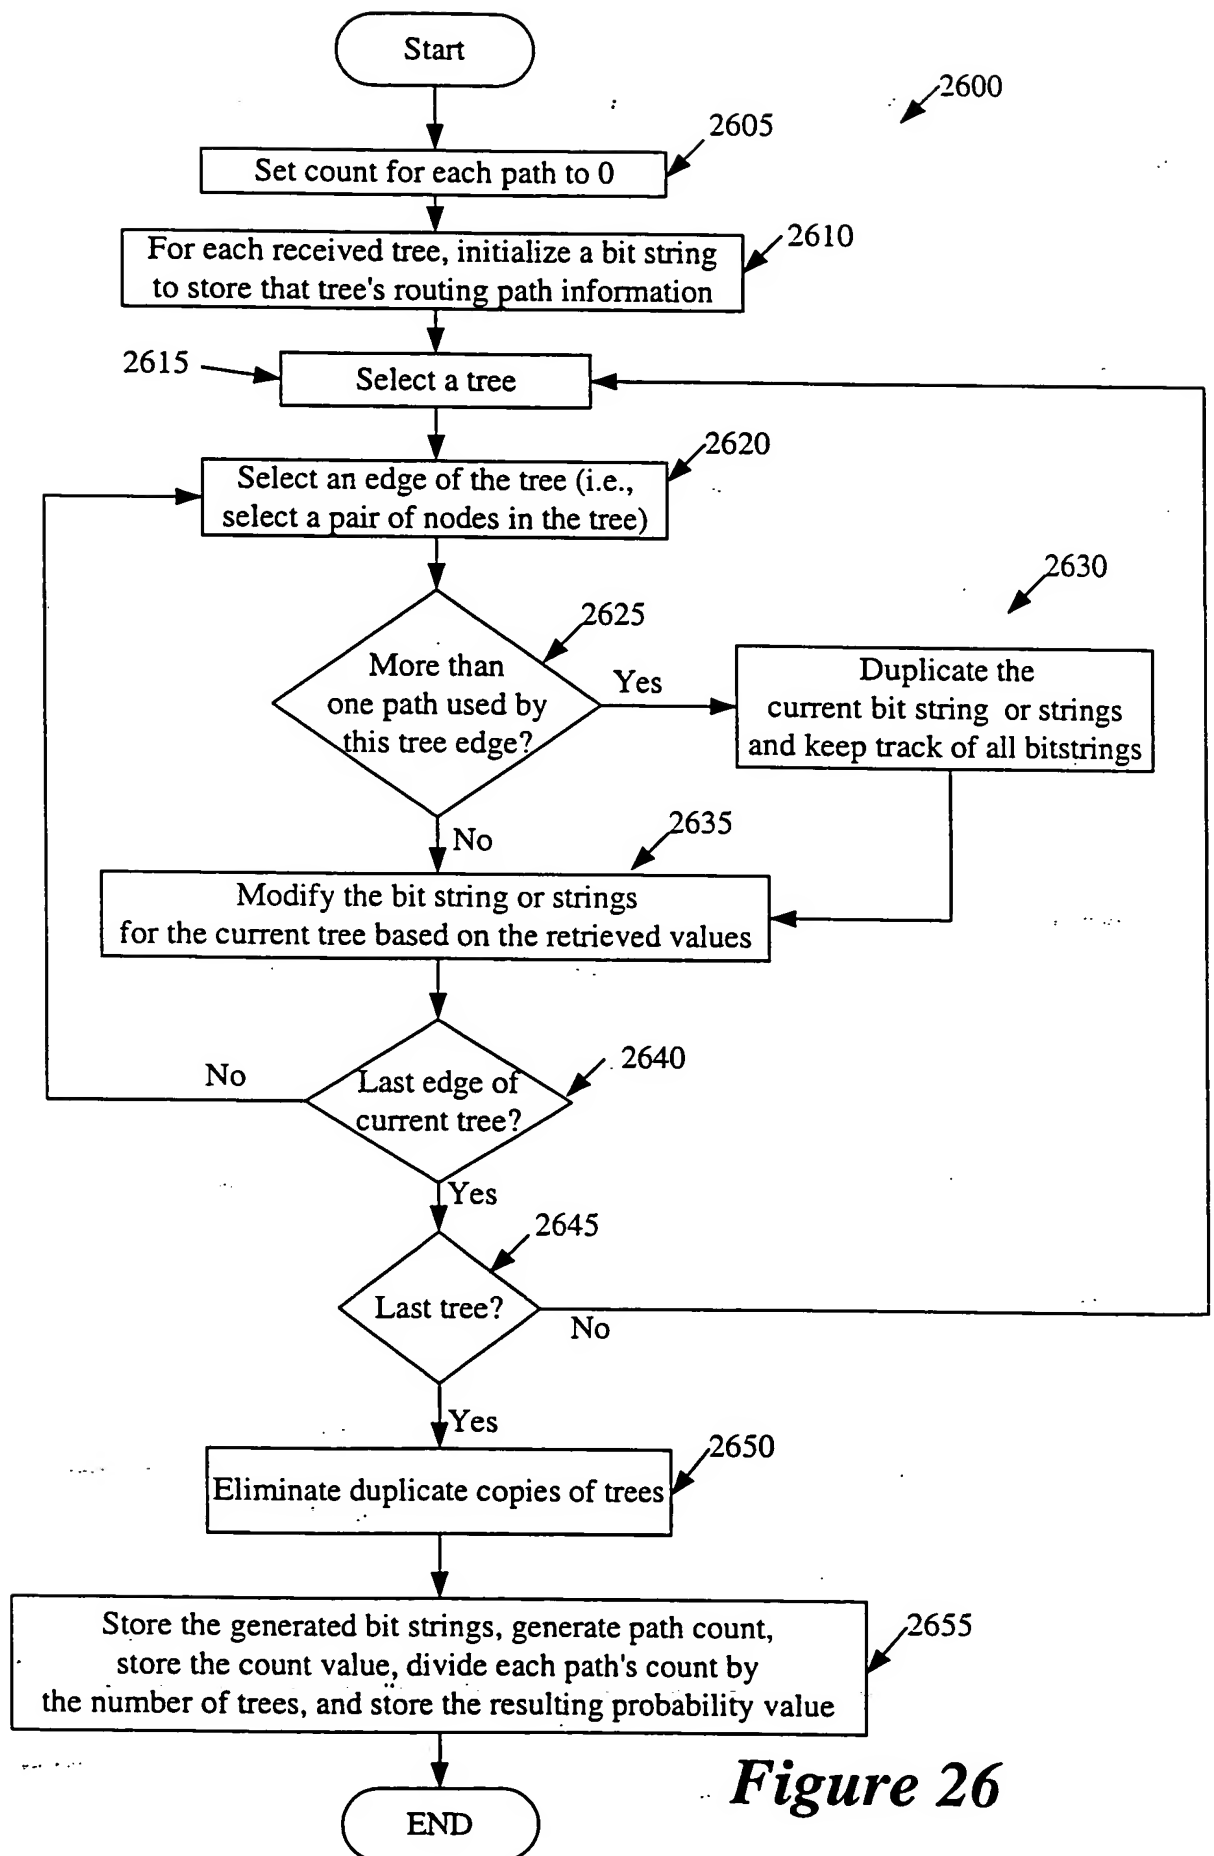 Start
2600
2605
Set count for each path to 0
2610
For each received tree, initialize a bit string
to store that tree's routing path information
2615
Select a tree
2620
Select an edge of the tree (i.e.,
select a pair of nodes in the tree)
2630
2625
More than
one path used by
this tree edge?
Yes
Duplicate the
current bit string or strings
and keep track of all bitstrings
No
2635
Modify the bit string or strings
for the current tree based on the retrieved values
2640
No
Last edge of
current tree?
Yes
2645
Last tree?
No
Yes
2650
Eliminate duplicate copies of trees
2655
Store the generated bit strings, generate path count,
store the count value, divide each path's count by
the number of trees, and store the resulting probability value
Figure 26
END